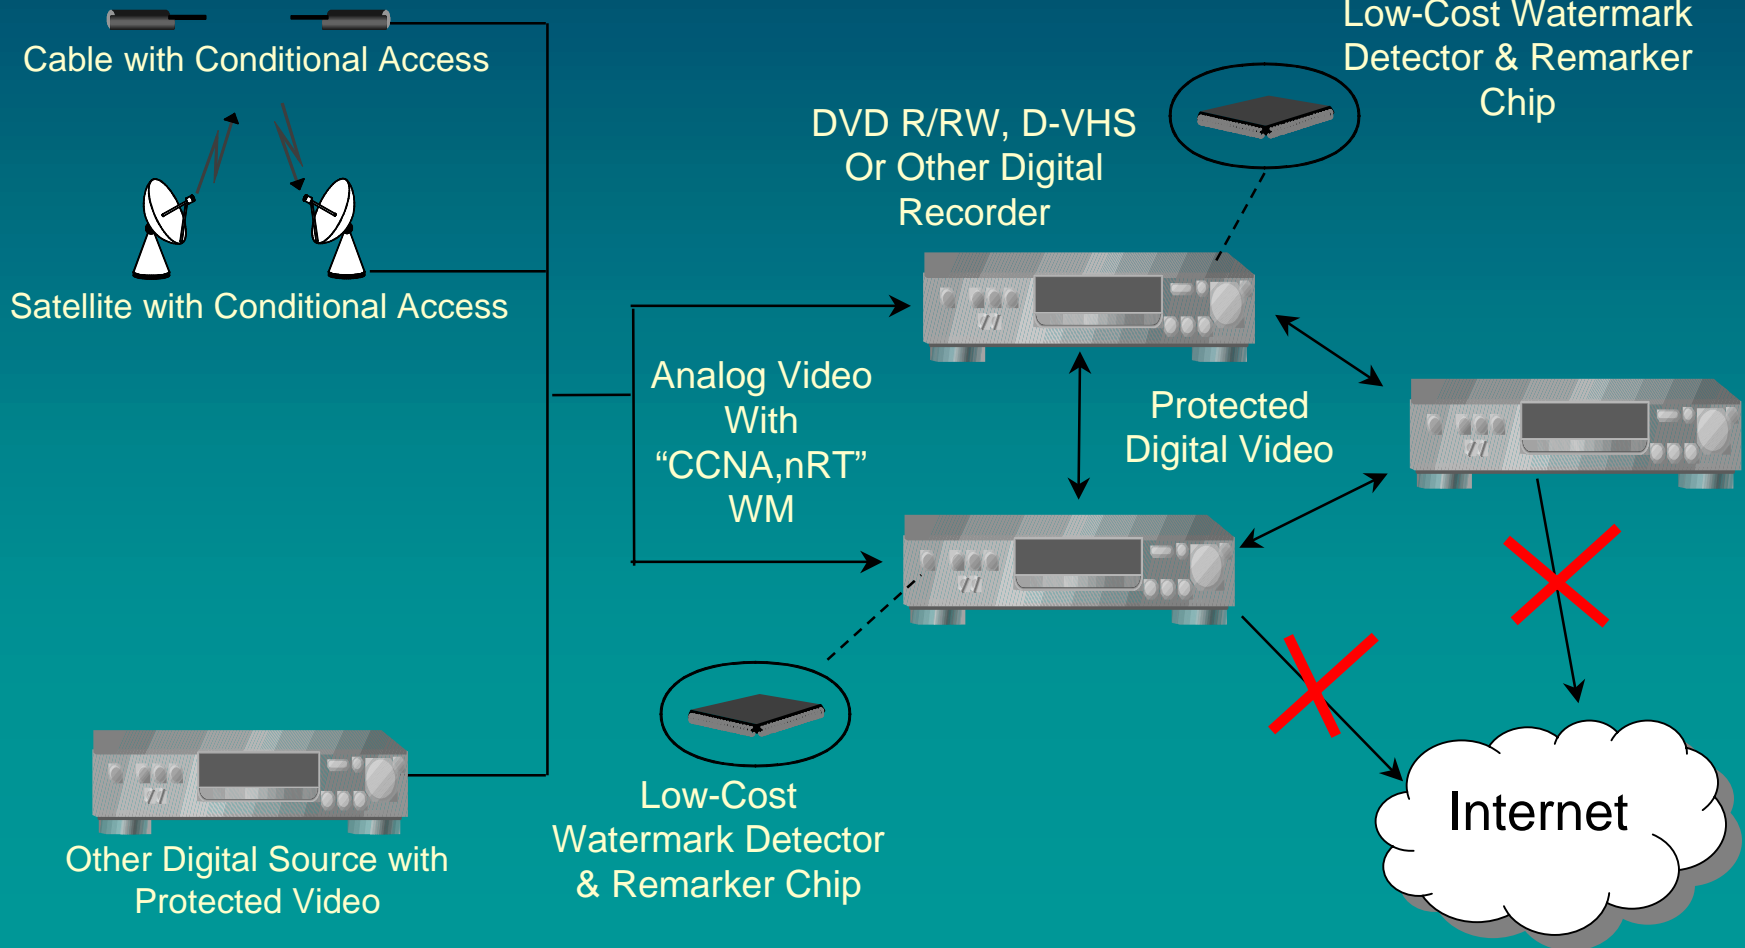 Low-Cost Watermark
Detector & Remarker
Chip
Cable with Conditional Access
DVD R/RW, D-VHS
Or Other Digital
Recorder
Satellite with Conditional Access
Analog Video
With
“CCNA,nRT”
WM
Protected
Digital Video
Low-Cost
Watermark Detector
& Remarker Chip
Internet
Other Digital Source with
Protected Video